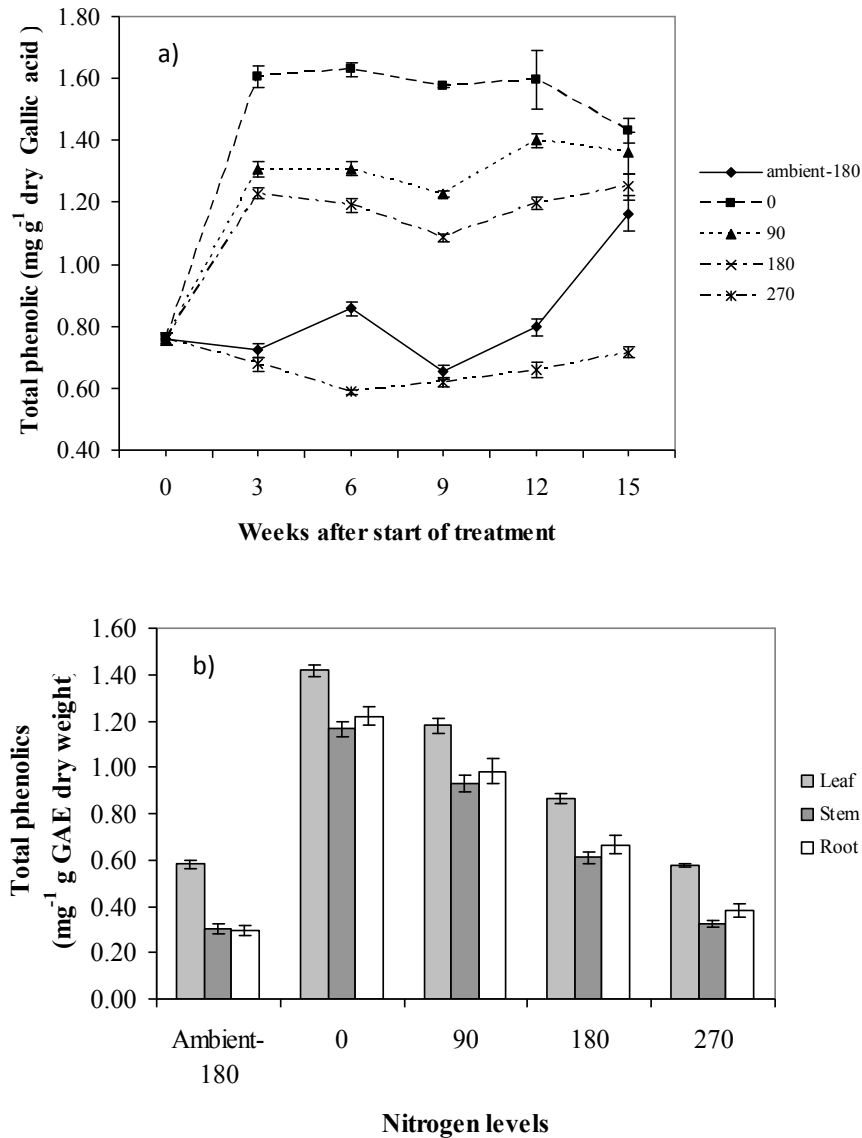 a)
Total phenolic (mg g-1 dry Gallic acid )
1.80
1.60
1.40
1.20
1.00
0.80
0.60
0.40
0 3 6 9 12 15
Weeks after start of treatment
ambient-180
0
90
180
270
b)
Total phenolics
(mg-1 g GAE dry weight)
1.60
1.40
1.20
1.00
0.80
0.60
0.40
0.20
0.00
Ambient-
180
0 90 180 270
Nitrogen levels
Leaf
Stem
Root